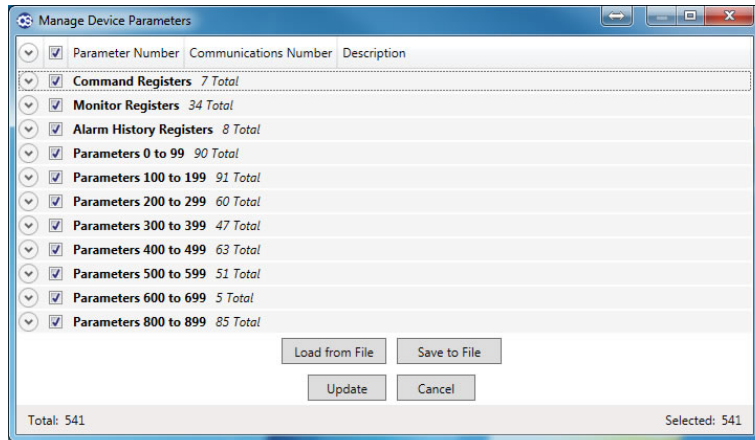 CS Manage Device Parameters
Parameter Number Communications Number Description
Command Registers 7 Total
Monitor Registers 34 Total
Alarm History Registers 8 Total
Parameters 0 to 99 90 Total
Parameters 100 to 199 91 Total
Parameters 200 to 299 60 Total
Parameters 300 to 399 47 Total
Parameters 400 to 499 63 Total
Parameters 500 to 599 51 Total
Parameters 600 to 699 5 Total
Parameters 800 to 899 85 Total
Load from File Save to File
Update Cancel
Total: 541 Selected: 541